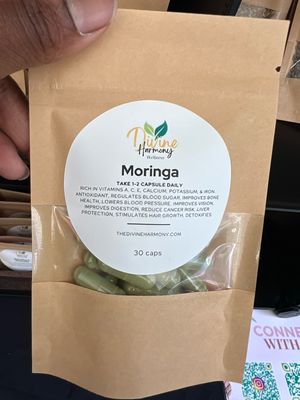 Divine
Harmony
Wellness
Moringa
TAKE 1-2 CAPSULE DAILY
RICH IN VITAMINS A, C, E, CALCIUM, POTASSIUM, & IRON.
ANTIOXIDANT, REGULATES BLOOD SUGAR, IMPROVES BONE
HEALTH, LOWERS BLOOD PRESSURE, IMPROVES VISION,
IMPROVES DIGESTION, REDUCE CANCER RISK, LIVER
PROTECTION, STIMULATES HAIR GROWTH, DETOXIFIES
THEDIVINEHARMONY.COM
30 caps
CONNE
WITH